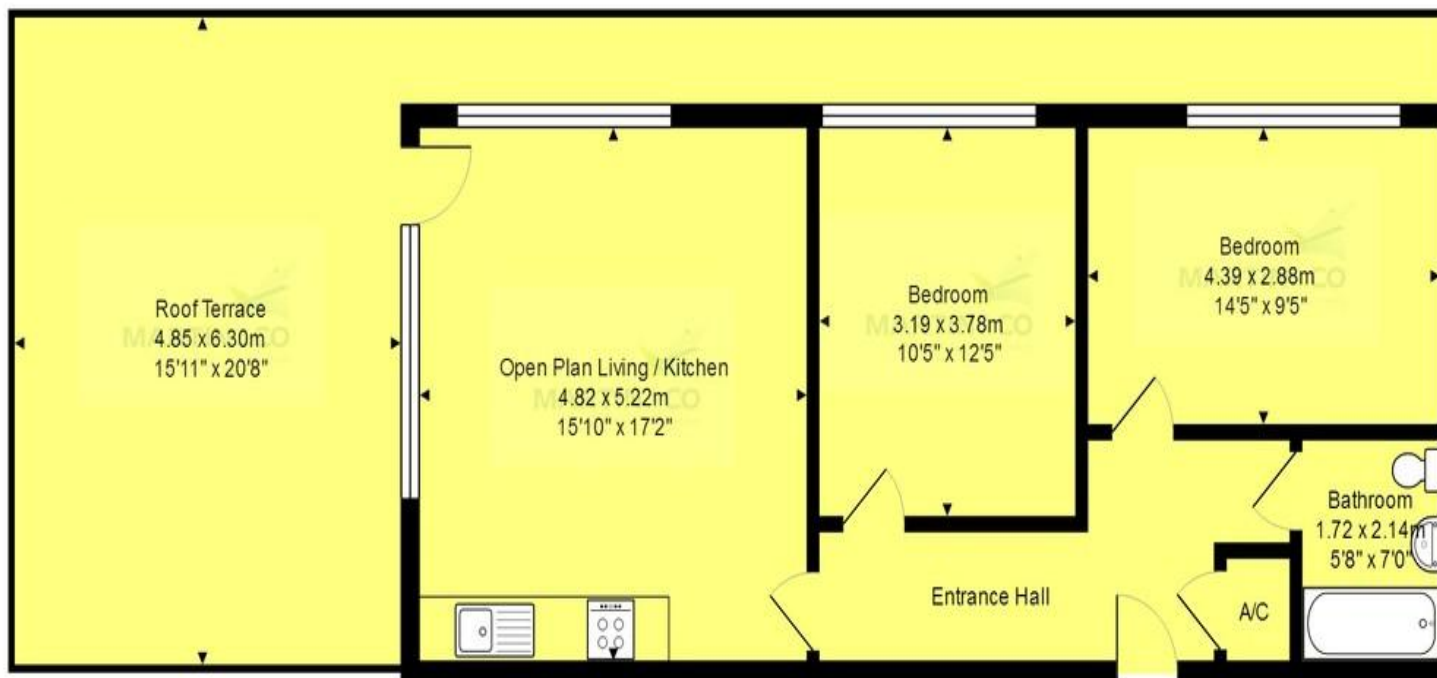 Roof Terrace
4.85 x 6.30m
15'11" x 20'8"
Open Plan Living / Kitchen
4.82 x 5.22m
15'10" x 17'2"
Bedroom
3.19 x 3.78m
10'5" x 12'5"
Bedroom
4.39 x 2.88m
14'5" x 9'5"
Bathroom
1.72 x 2.14m
5'8" x 7'0"
Entrance Hall
A/C